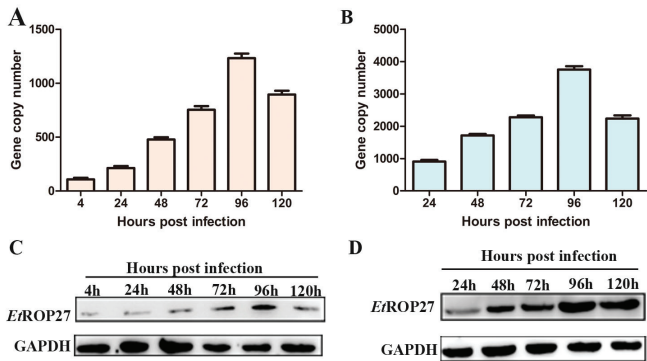 A
Gene copy number
1500
1000
500
0
4 24 48 72 96 120
Hours post infection
B
Gene copy number
5000
4000
3000
2000
1000
0
24 48 72 96 120
Hours post infection
C
Hours post infection
4h 24h 48h 72h 96h 120h
EtROP27
GAPDH
D
Hours post infection
24h 48h 72h 96h 120h
EtROP27
GAPDH